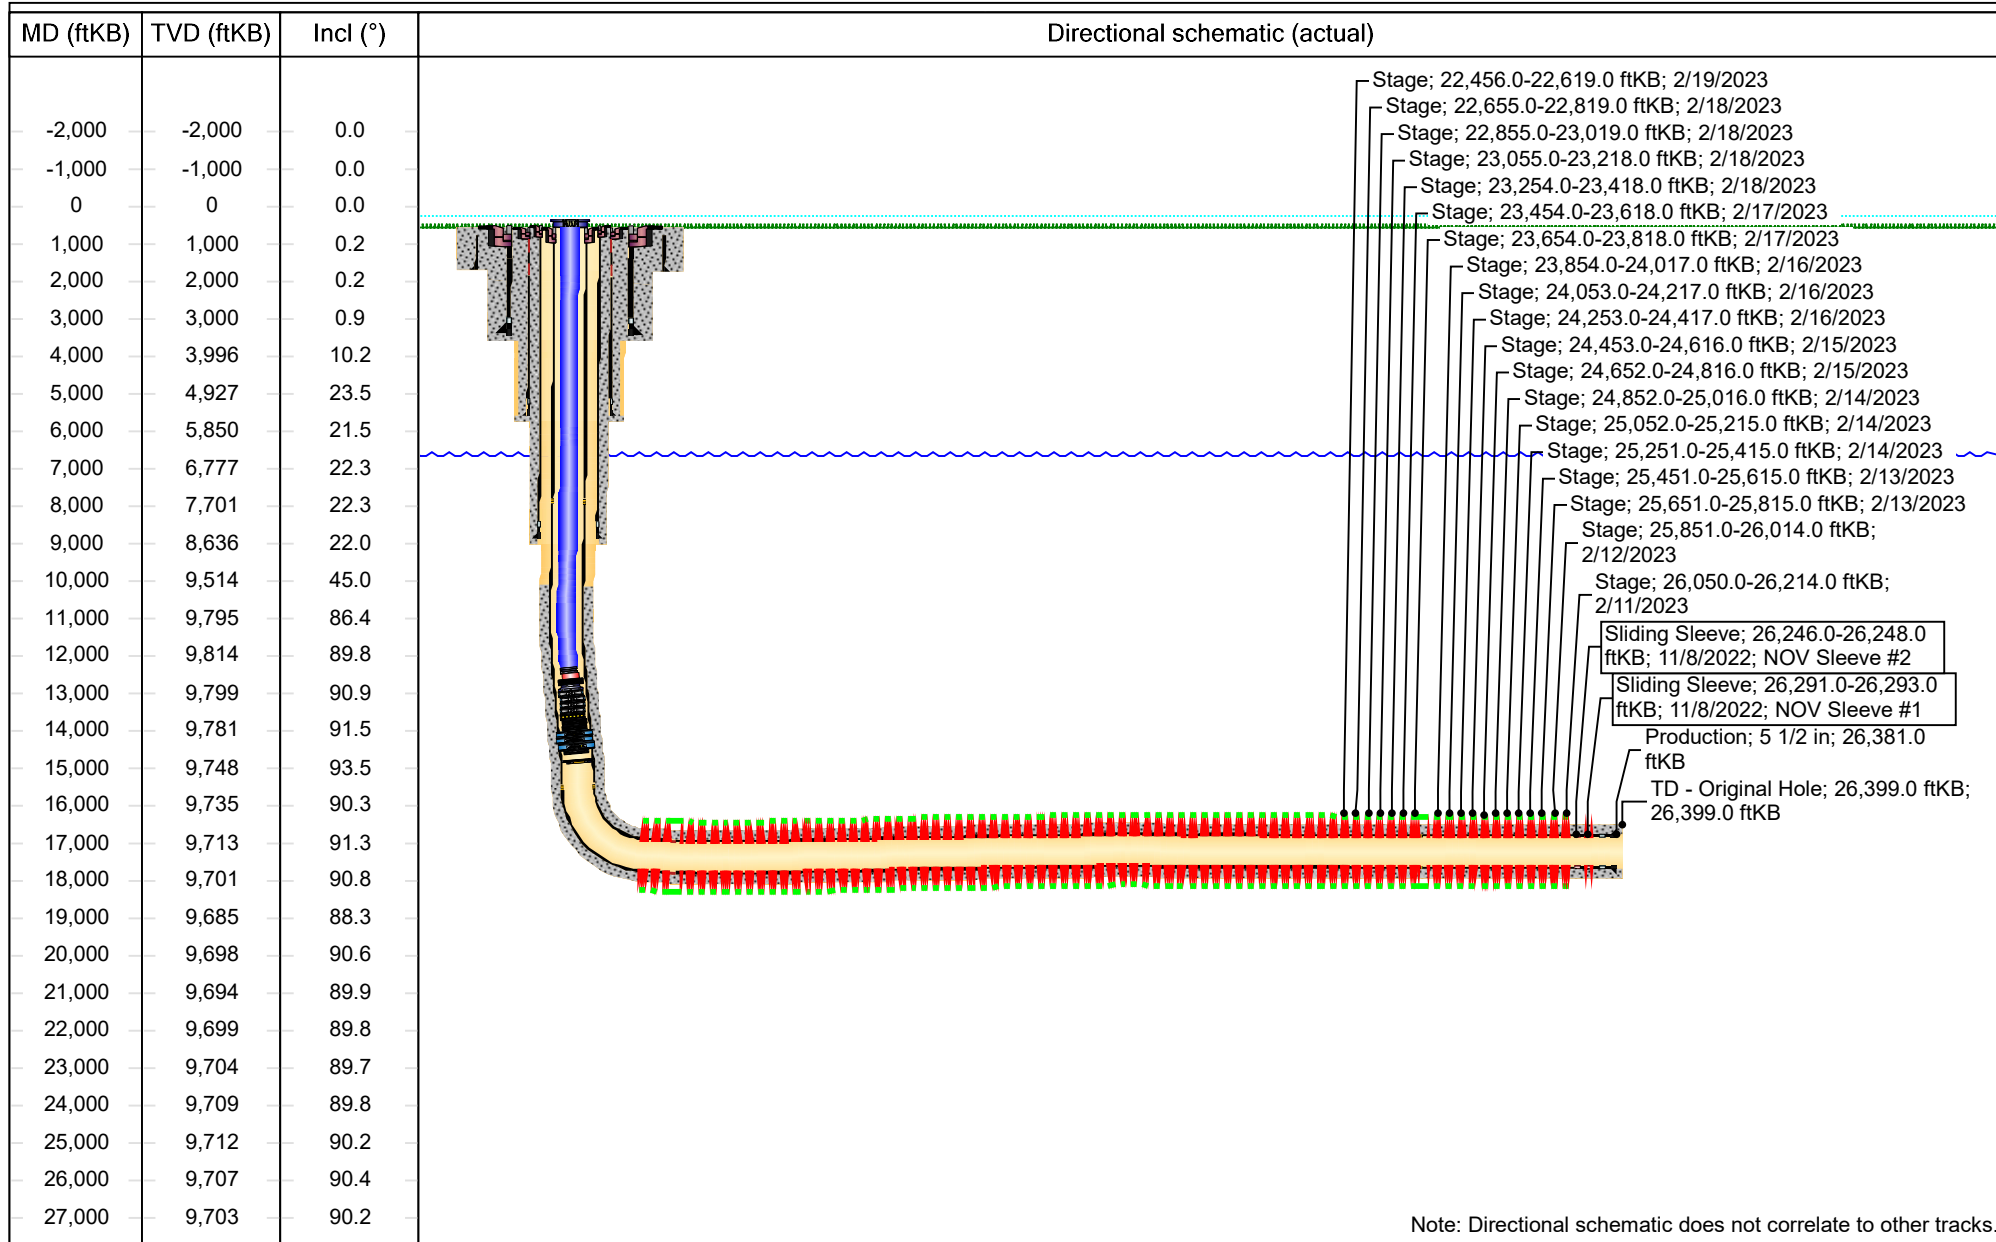 MD (ftKB) TVD (ftKB) Incl (°) Directional schematic (actual)
-2,000 -2,000 0.0
-1,000 -1,000 0.0
0 0 0.0
1,000 1,000 0.2
2,000 2,000 0.2
3,000 3,000 0.9
4,000 3,996 10.2
5,000 4,927 23.5
6,000 5,850 21.5
7,000 6,777 22.3
8,000 7,701 22.3
9,000 8,636 22.0
10,000 9,514 45.0
11,000 9,795 86.4
12,000 9,814 89.8
13,000 9,799 90.9
14,000 9,781 91.5
15,000 9,748 93.5
16,000 9,735 90.3
17,000 9,713 91.3
18,000 9,701 90.8
19,000 9,685 88.3
20,000 9,698 90.6
21,000 9,694 89.9
22,000 9,699 89.8
23,000 9,704 89.7
24,000 9,709 89.8
25,000 9,712 90.2
26,000 9,707 90.4
27,000 9,703 90.2
Stage; 22,456.0-22,619.0 ftKB; 2/19/2023
Stage; 22,655.0-22,819.0 ftKB; 2/18/2023
Stage; 22,855.0-23,019.0 ftKB; 2/18/2023
Stage; 23,055.0-23,218.0 ftKB; 2/18/2023
Stage; 23,254.0-23,418.0 ftKB; 2/18/2023
Stage; 23,454.0-23,618.0 ftKB; 2/17/2023
Stage; 23,654.0-23,818.0 ftKB; 2/17/2023
Stage; 23,854.0-24,017.0 ftKB; 2/16/2023
Stage; 24,053.0-24,217.0 ftKB; 2/16/2023
Stage; 24,253.0-24,417.0 ftKB; 2/16/2023
Stage; 24,453.0-24,616.0 ftKB; 2/15/2023
Stage; 24,652.0-24,816.0 ftKB; 2/15/2023
Stage; 24,852.0-25,016.0 ftKB; 2/14/2023
Stage; 25,052.0-25,215.0 ftKB; 2/14/2023
Stage; 25,251.0-25,415.0 ftKB; 2/14/2023
Stage; 25,451.0-25,615.0 ftKB; 2/13/2023
Stage; 25,651.0-25,815.0 ftKB; 2/13/2023
Stage; 25,851.0-26,014.0 ftKB;
2/12/2023
Stage; 26,050.0-26,214.0 ftKB;
2/11/2023
Sliding Sleeve; 26,246.0-26,248.0
ftKB; 11/8/2022; NOV Sleeve #2
Sliding Sleeve; 26,291.0-26,293.0
ftKB; 11/8/2022; NOV Sleeve #1
Production; 5 1/2 in; 26,381.0
ftKB
TD - Original Hole; 26,399.0 ftKB;
26,399.0 ftKB
Note: Directional schematic does not correlate to other tracks.